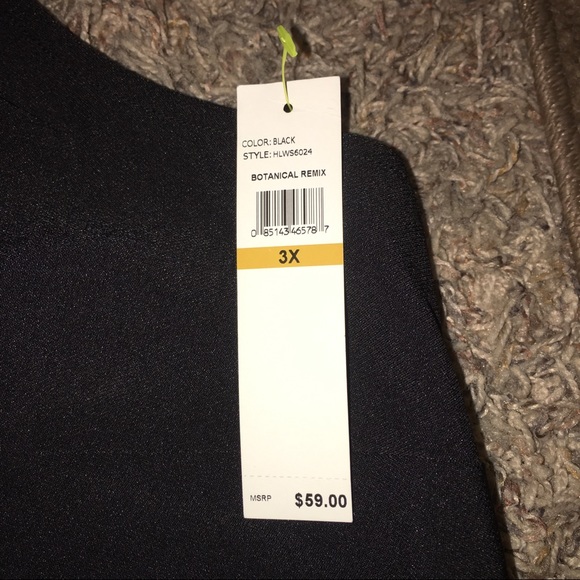 COLOR: BLACK
STYLE: HLWS6024
BOTANICAL REMIX
0 85143 46578 7
3X
MSRP $59.00